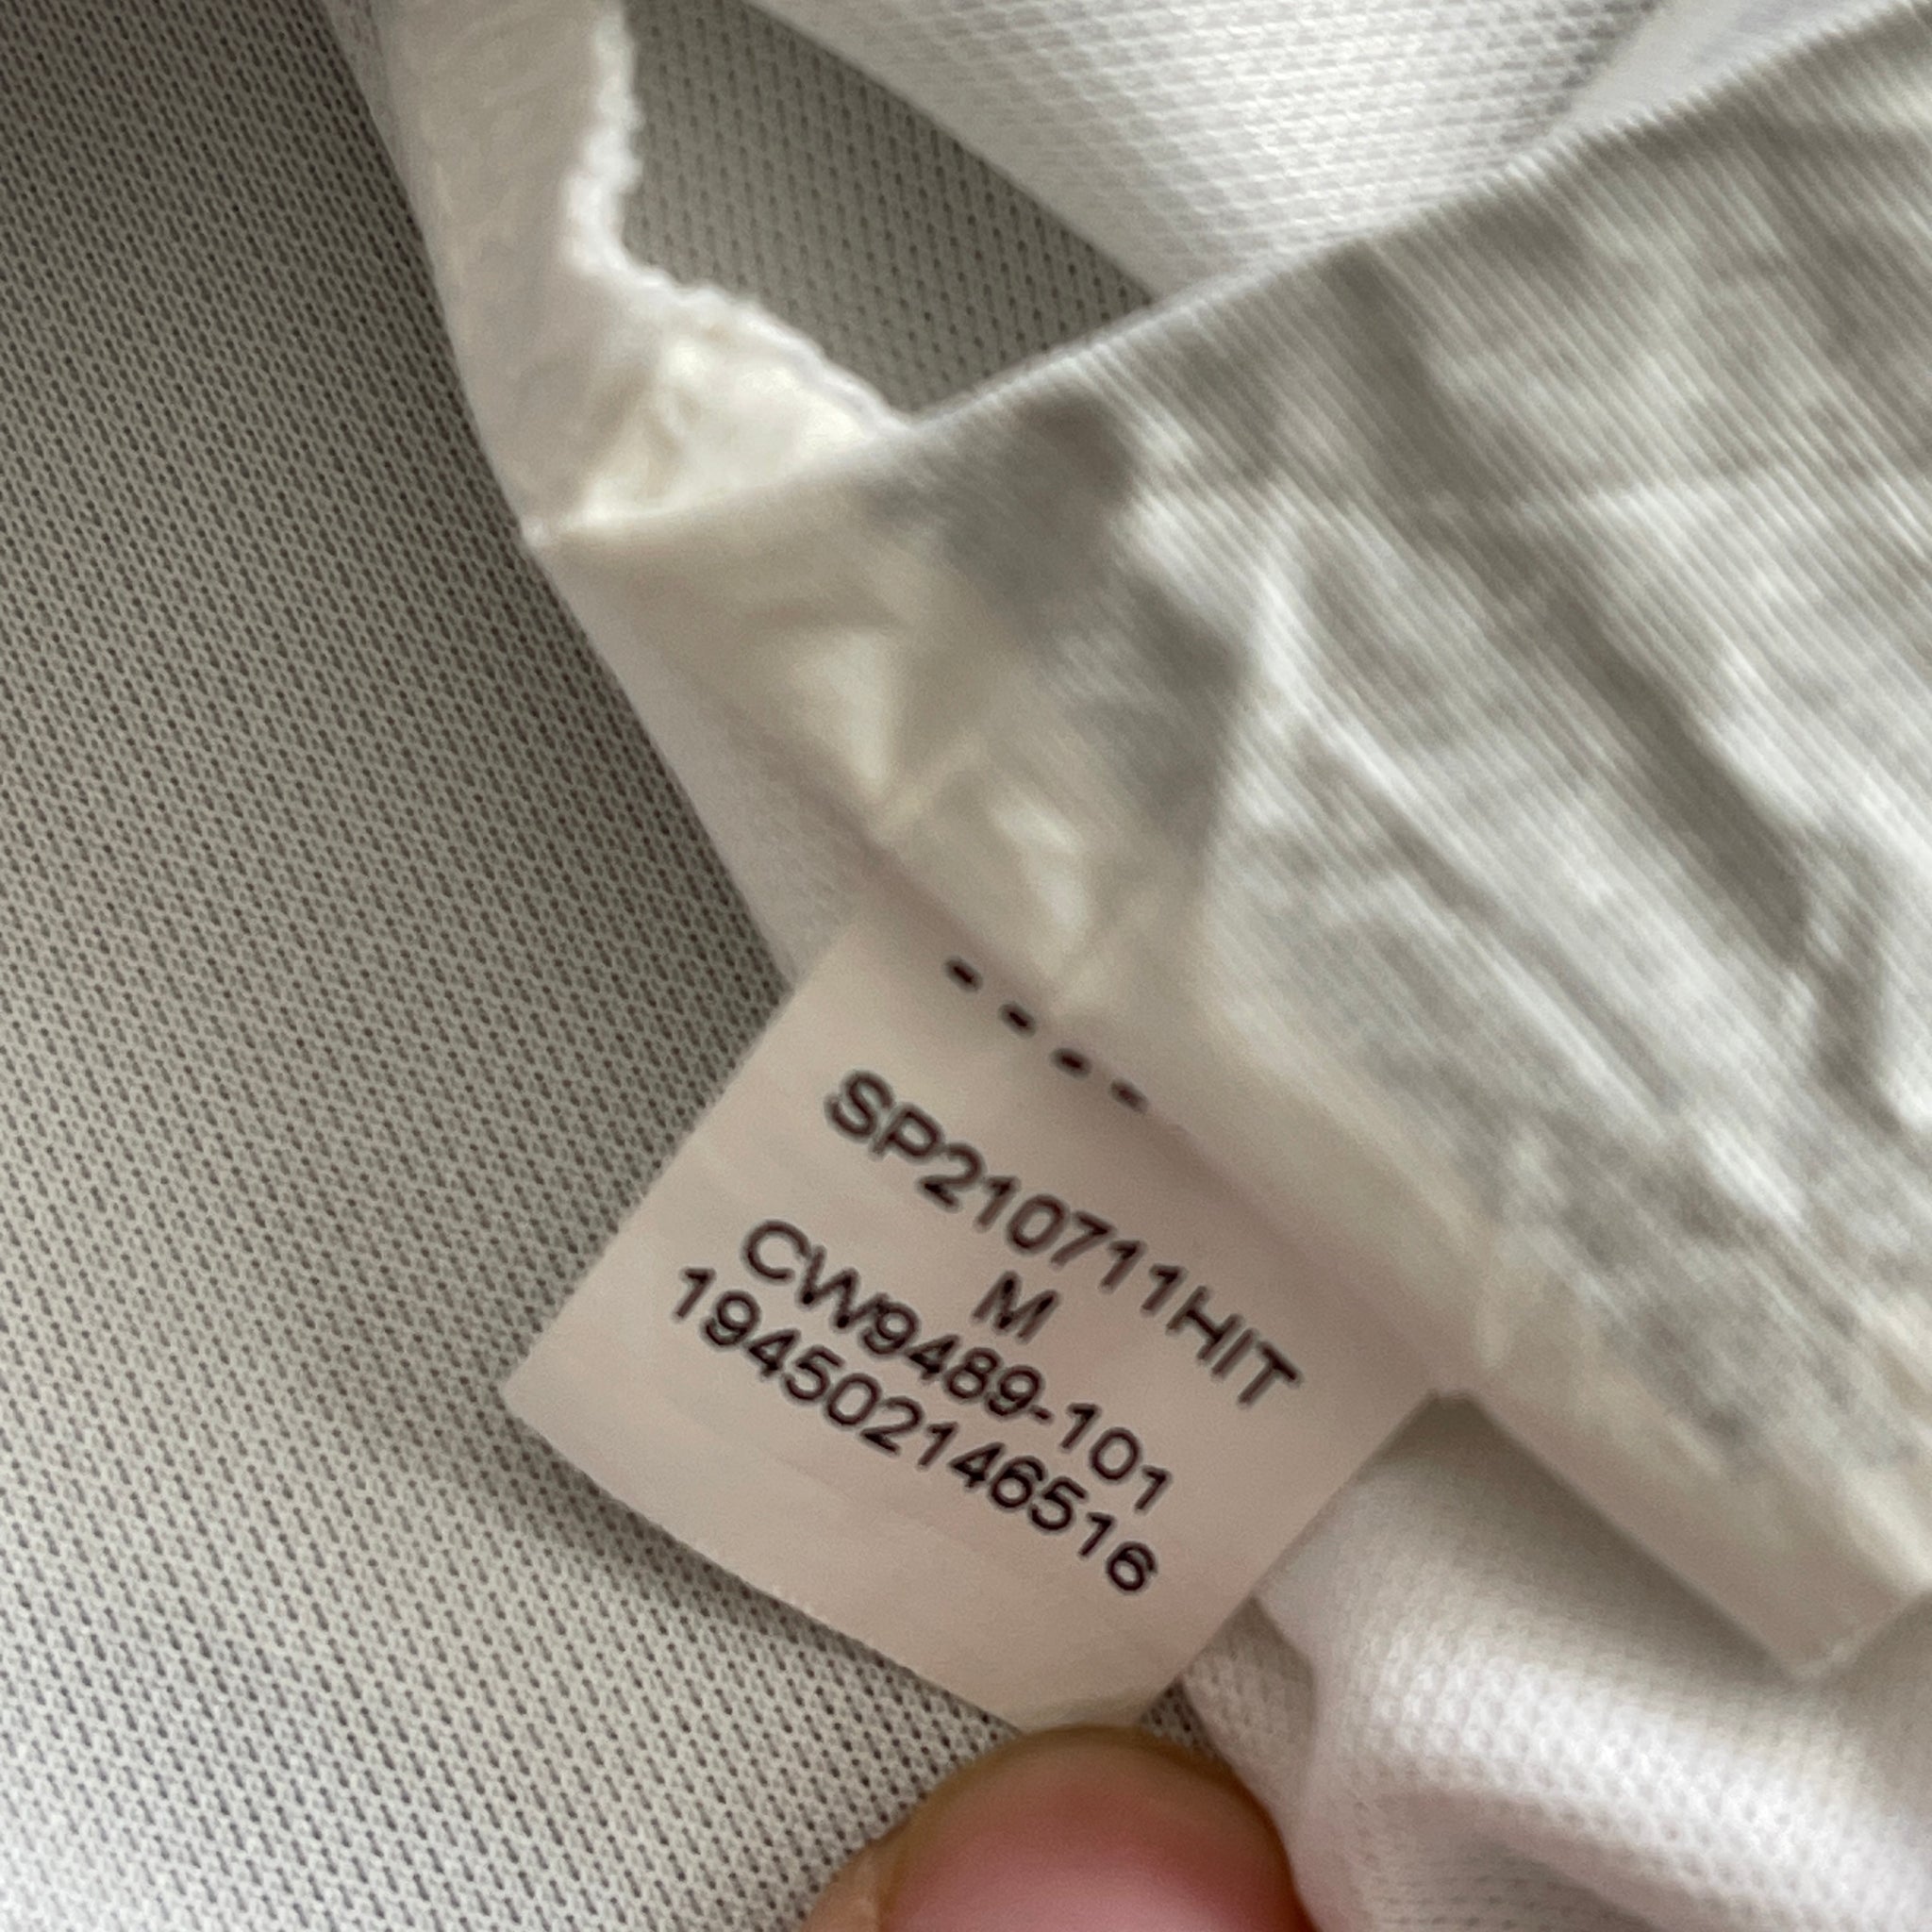 - - - -
SP210711HIT
M
CW9489-101
194502146516